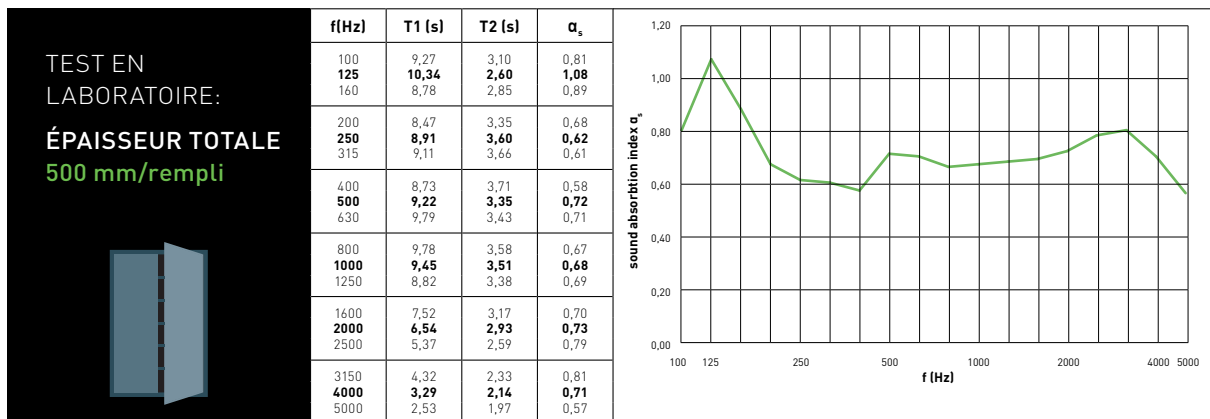 TEST EN
LABORATOIRE:
ÉPAISSEUR TOTALE
500 mm/rempli
f(Hz) T1 (s) T2 (s) αs
100 9,27 3,10 0,81
125 10,34 2,60 1,08
160 8,78 2,85 0,89
200 8,47 3,35 0,68
250 8,91 3,60 0,62
315 9,11 3,66 0,61
400 8,73 3,71 0,58
500 9,22 3,35 0,72
630 9,79 3,43 0,71
800 9,78 3,58 0,67
1000 9,45 3,51 0,68
1250 8,82 3,38 0,69
1600 7,52 3,17 0,70
2000 6,54 2,93 0,73
2500 5,37 2,59 0,79
3150 4,32 2,33 0,81
4000 3,29 2,14 0,71
5000 2,53 1,97 0,57
sound absorbtion index αs
1,20
1,00
0,80
0,60
0,40
0,20
0,00
100 125 250 500 1000 2000 4000 5000
f (Hz)